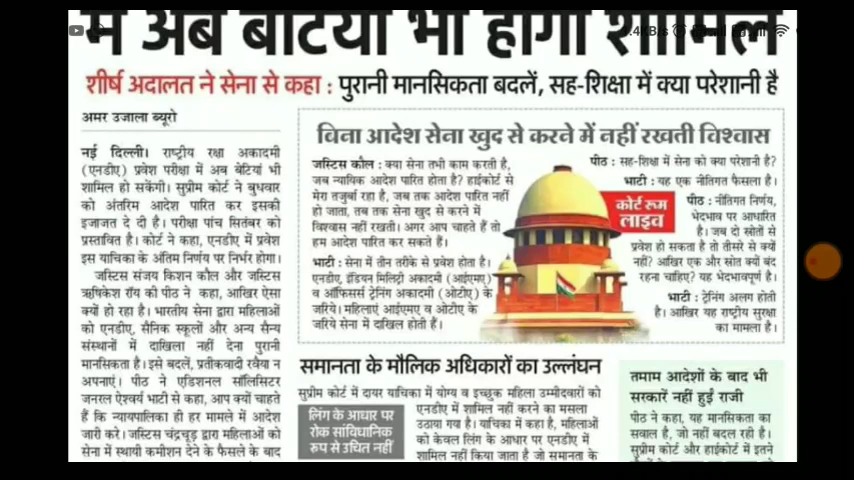 में अब बेटियां भी होंगी शामिल
शीर्ष अदालत ने सेना से कहा : पुरानी मानसिकता बदलें, सह-शिक्षा में क्या परेशानी है
अमर उजाला ब्यूरो
नई दिल्ली। राष्ट्रीय रक्षा अकादमी
(एनडीए) प्रवेश परीक्षा में अब बेटियां भी
शामिल हो सकेंगी। सुप्रीम कोर्ट ने बुधवार
को अंतरिम आदेश पारित कर इसकी
इजाजत दे दी है। परीक्षा पांच सितंबर को
प्रस्तावित है। कोर्ट ने कहा, एनडीए में प्रवेश
इस याचिका के अंतिम निर्णय पर निर्भर होगा।
जस्टिस संजय किशन कौल और जस्टिस
ऋषिकेश रॉय की पीठ ने कहा, आखिर ऐसा
क्यों हो रहा है। भारतीय सेना द्वारा महिलाओं
को एनडीए, सैनिक स्कूलों और अन्य सैन्य
संस्थानों में दाखिला नहीं देना पुरानी
मानसिकता है। इसे बदलें, प्रतीकवादी रवैया न
अपनाएं। पीठ ने एडिशनल सॉलिसिटर
जनरल ऐश्वर्य भाटी से कहा, आप क्यों चाहते
हैं कि न्यायपालिका ही हर मामले में आदेश
जारी करे। जस्टिस चंद्रचूड़ द्वारा महिलाओं को
सेना में स्थायी कमीशन देने के फैसले के बाद
बिना आदेश सेना खुद से करने में नहीं रखती विश्वास
जस्टिस कौल : क्या सेना तभी काम करती है,
जब न्यायिक आदेश पारित होता है? हाईकोर्ट से
मेरा तजुर्बा रहा है, जब तक आदेश पारित नहीं
हो जाता, तब तक सेना खुद से करने में
विश्वास नहीं रखती। अगर आप चाहते हैं तो
हम आदेश पारित कर सकते हैं।
भाटी : सेना में तीन तरीके से प्रवेश होता है।
एनडीए, इंडियन मिलिट्री अकादमी (आईएमए)
व ऑफिसर्स ट्रेनिंग अकादमी (ओटीए) के
जरिये। महिलाएं आईएमए व ओटीए के
जरिये सेना में दाखिल होती हैं।
कोर्ट रूम
लाइव
पीठ : सह-शिक्षा में सेना को क्या परेशानी है?
भाटी : यह एक नीतिगत फैसला है।
पीठ : नीतिगत निर्णय,
भेदभाव पर आधारित
है। जब दो स्रोतों से
प्रवेश हो सकता है तो तीसरे से क्यों
नहीं? आखिर एक और स्रोत क्यों बंद
रहना चाहिए? यह भेदभावपूर्ण है।
भाटी : ट्रेनिंग अलग होती
है। आखिर यह राष्ट्रीय सुरक्षा
का मामला है।
समानता के मौलिक अधिकारों का उल्लंघन
सुप्रीम कोर्ट में दायर याचिका में योग्य व इच्छुक महिला उम्मीदवारों को
एनडीए में शामिल नहीं करने का मसला
उठाया गया है। याचिका में कहा है, महिलाओं
को केवल लिंग के आधार पर एनडीए में
शामिल नहीं किया जाता है जो समानता के
लिंग के आधार पर
रोक सांविधानिक
रूप से उचित नहीं
तमाम आदेशों के बाद भी
सरकारें नहीं हुईं राजी
पीठ ने कहा, यह मानसिकता का
सवाल है, जो नहीं बदल रही है।
सुप्रीम कोर्ट और हाईकोर्ट में इतने